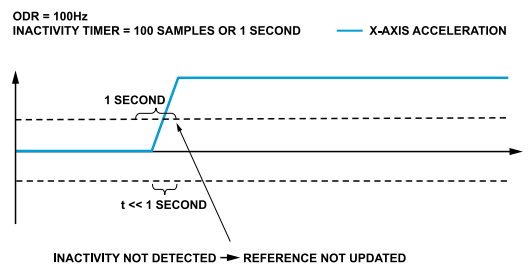 ODR = 100Hz
INACTIVITY TIMER = 100 SAMPLES OR 1 SECOND
X-AXIS ACCELERATION
1 SECOND
t << 1 SECOND
INACTIVITY NOT DETECTED → REFERENCE NOT UPDATED